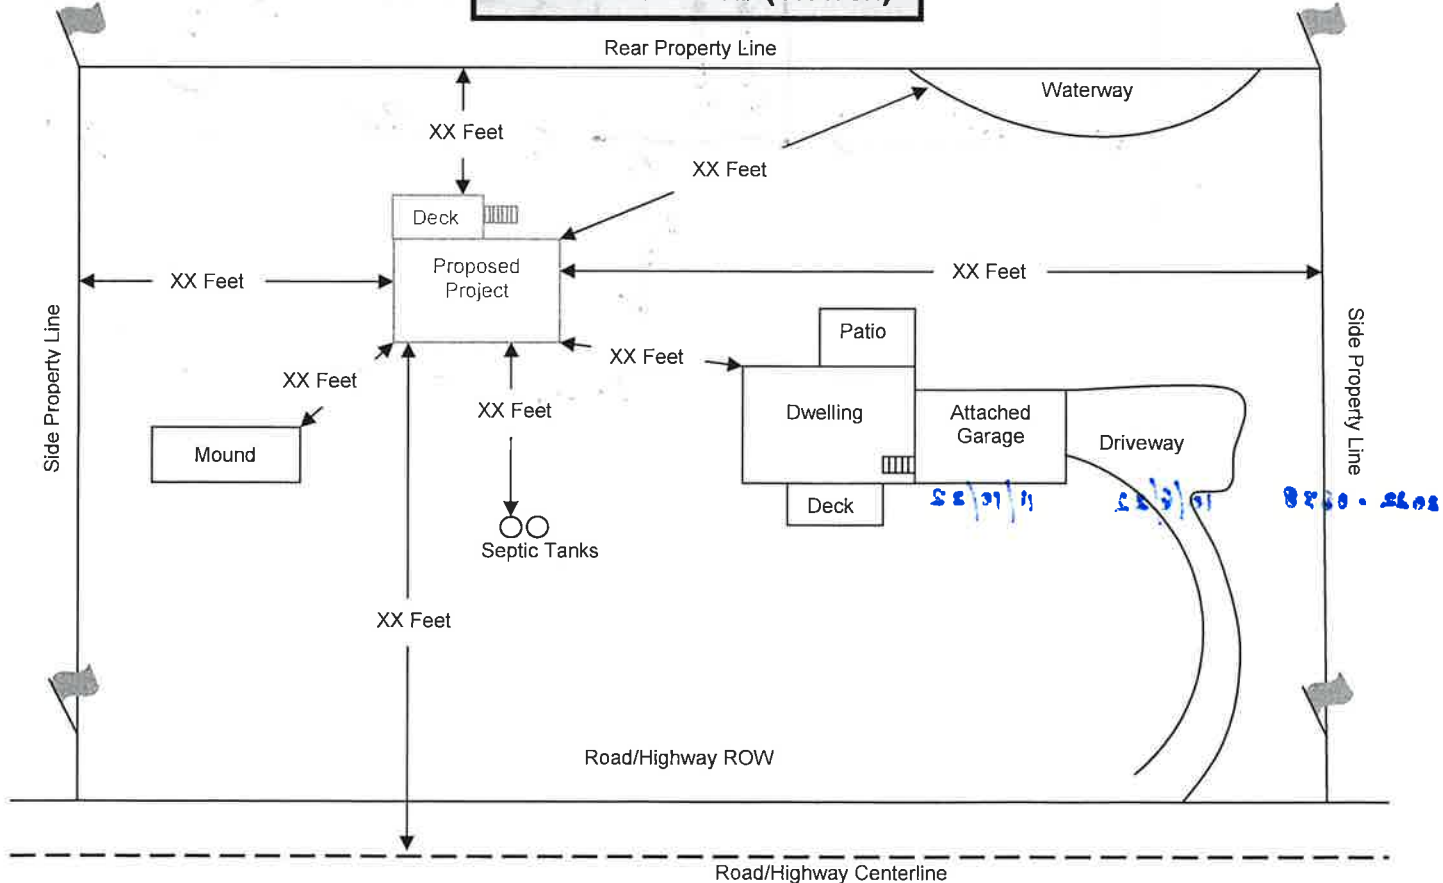 Rear Property Line
Waterway
XX Feet
XX Feet
Deck
Proposed
Project
XX Feet
XX Feet
Side Property Line
Side Property Line
Patio
XX Feet
XX Feet
XX Feet
Dwelling
Attached
Garage
Driveway
Mound
Deck
Septic Tanks
XX Feet
Road/Highway ROW
Road/Highway Centerline